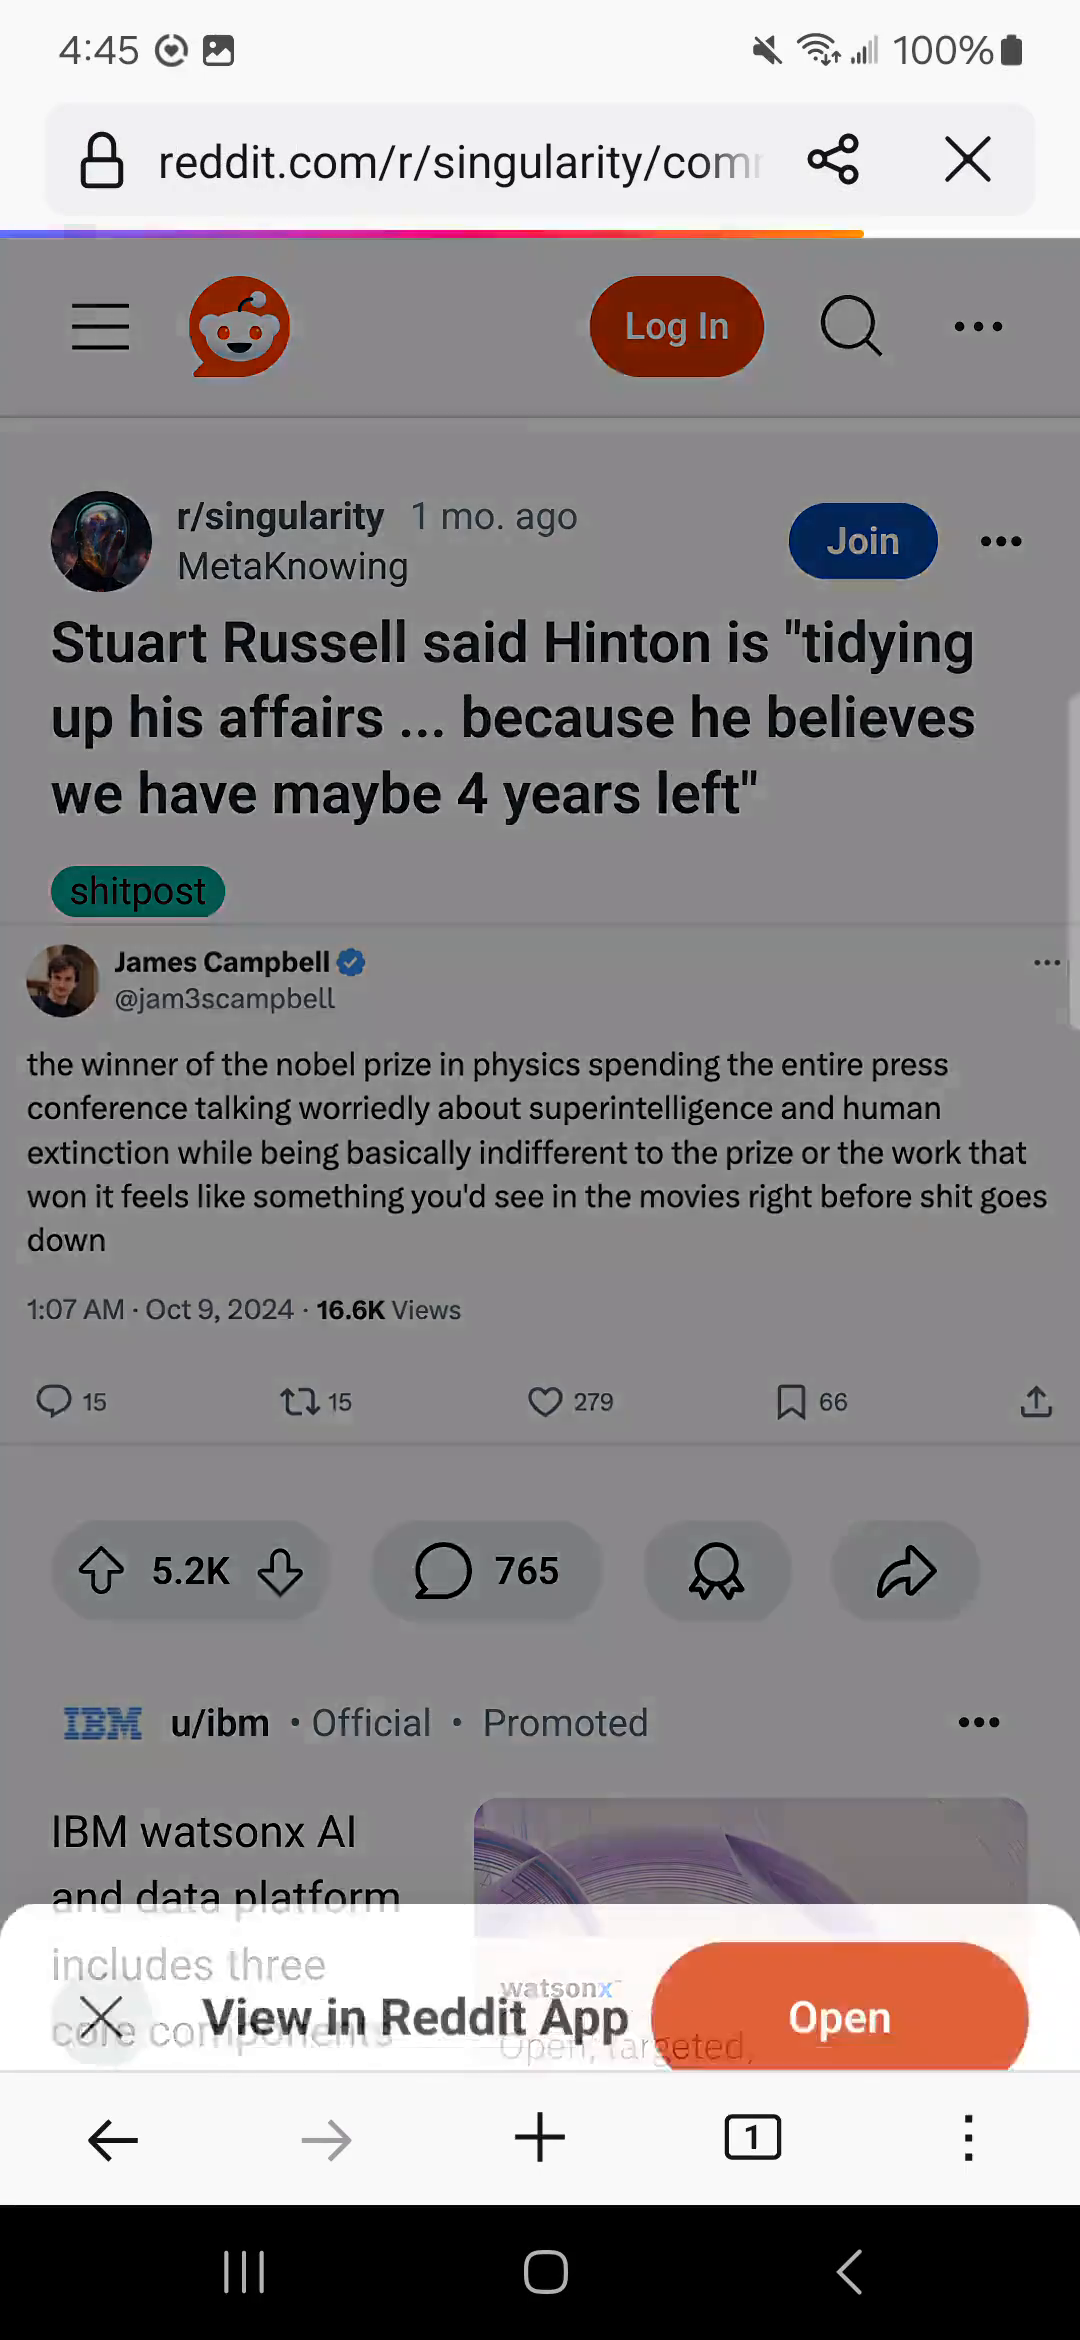 4:45
100%
reddit.com/r/singularity/com
Log In
r/singularity 1 mo. ago
MetaKnowing
Join
Stuart Russell said Hinton is "tidying
up his affairs ... because he believes
we have maybe 4 years left"
shitpost
James Campbell
@jam3scampbell
the winner of the nobel prize in physics spending the entire press
conference talking worriedly about superintelligence and human
extinction while being basically indifferent to the prize or the work that
won it feels like something you'd see in the movies right before shit goes
down
1:07 AM · Oct 9, 2024 · 16.6K Views
15
15
279
66
5.2K
765
IBM u/ibm • Official • Promoted
IBM watsonx AI
and data platform
includes three
core components
watsonx
Open, Targeted,
View in Reddit App
Open
1